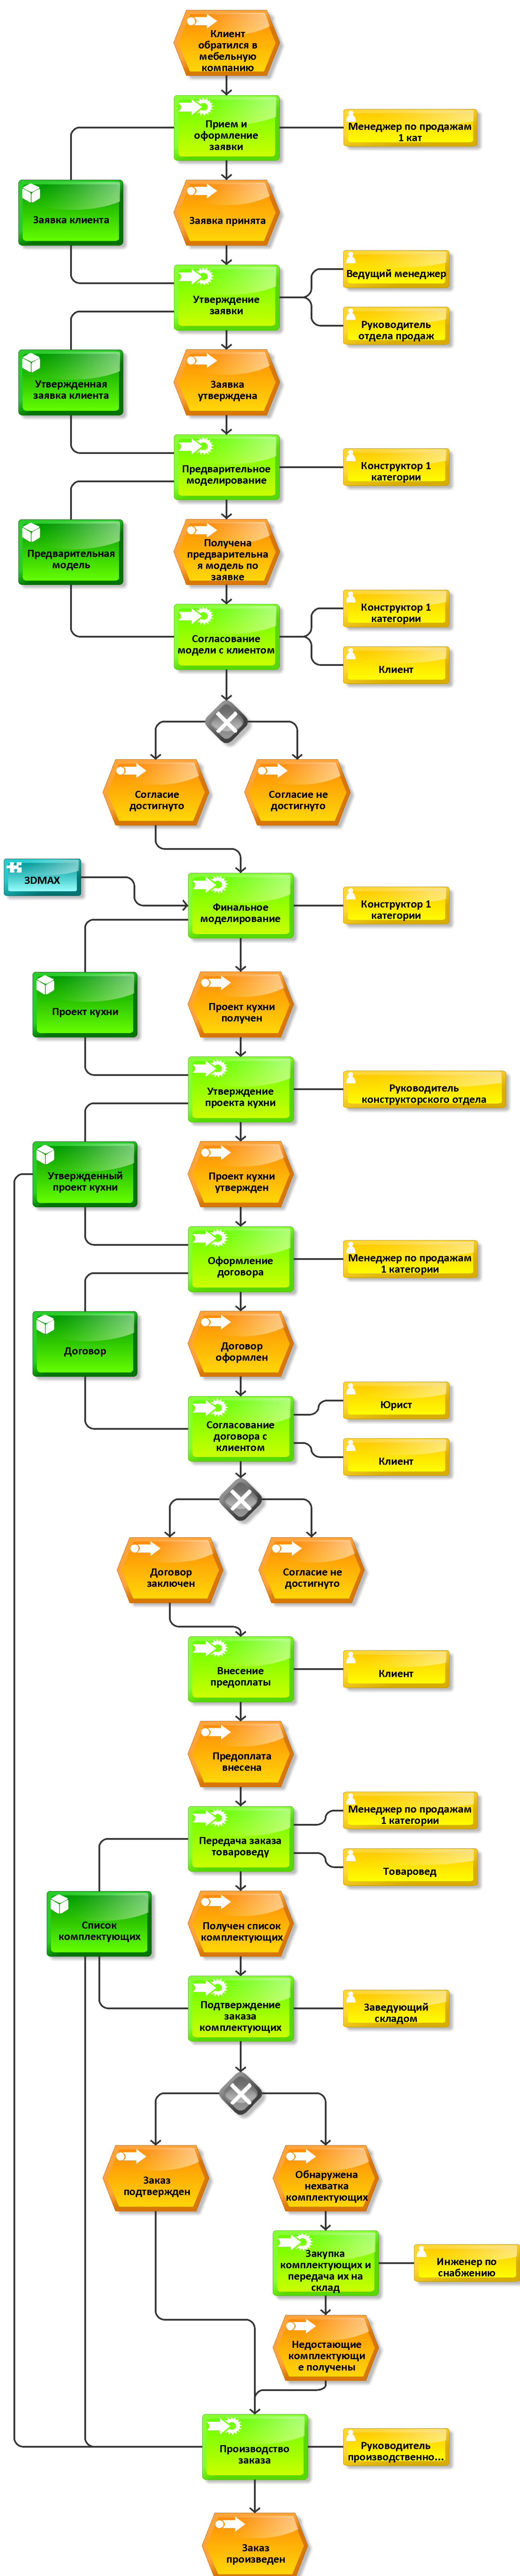 Клиент
обратился в
мебельную
компанию
Прием и
оформление
заявки
Менеджер по продажам
1 кат
Заявка клиента
Заявка принята
Утверждение
заявки
Ведущий менеджер
Руководитель
отдела продаж
Утвержденная
заявка клиента
Заявка
утверждена
Предварительное
моделирование
Конструктор 1
категории
Предварительная
модель
Получена
предварительна
я модель по
заявке
Согласование
модели с клиентом
Конструктор 1
категории
Клиент
Согласие
достигнуто
Согласие не
достигнуто
3DMAX
Финальное
моделирование
Конструктор 1
категории
Проект кухни
Проект кухни
получен
Утверждение
проекта кухни
Руководитель
конструкторского отдела
Утвержденный
проект кухни
Проект кухни
утвержден
Оформление
договора
Менеджер по продажам
1 категории
Договор
Договор
оформлен
Согласование
договора с
клиентом
Юрист
Клиент
Договор
заключен
Согласие не
достигнуто
Внесение
предоплаты
Клиент
Предоплата
внесена
Передача заказа
товароведу
Менеджер по продажам
1 категории
Товаровед
Список
комплектующих
Получен список
комплектующих
Подтверждение
заказа
комплектующих
Заведующий
складом
Заказ
подтвержден
Обнаружена
нехватка
комплектующих
Закупка
комплектующих и
передача их на
склад
Инженер по
снабжению
Недостающие
комплектующи
е получены
Производство
заказа
Руководитель
производственно...
Заказ
произведен